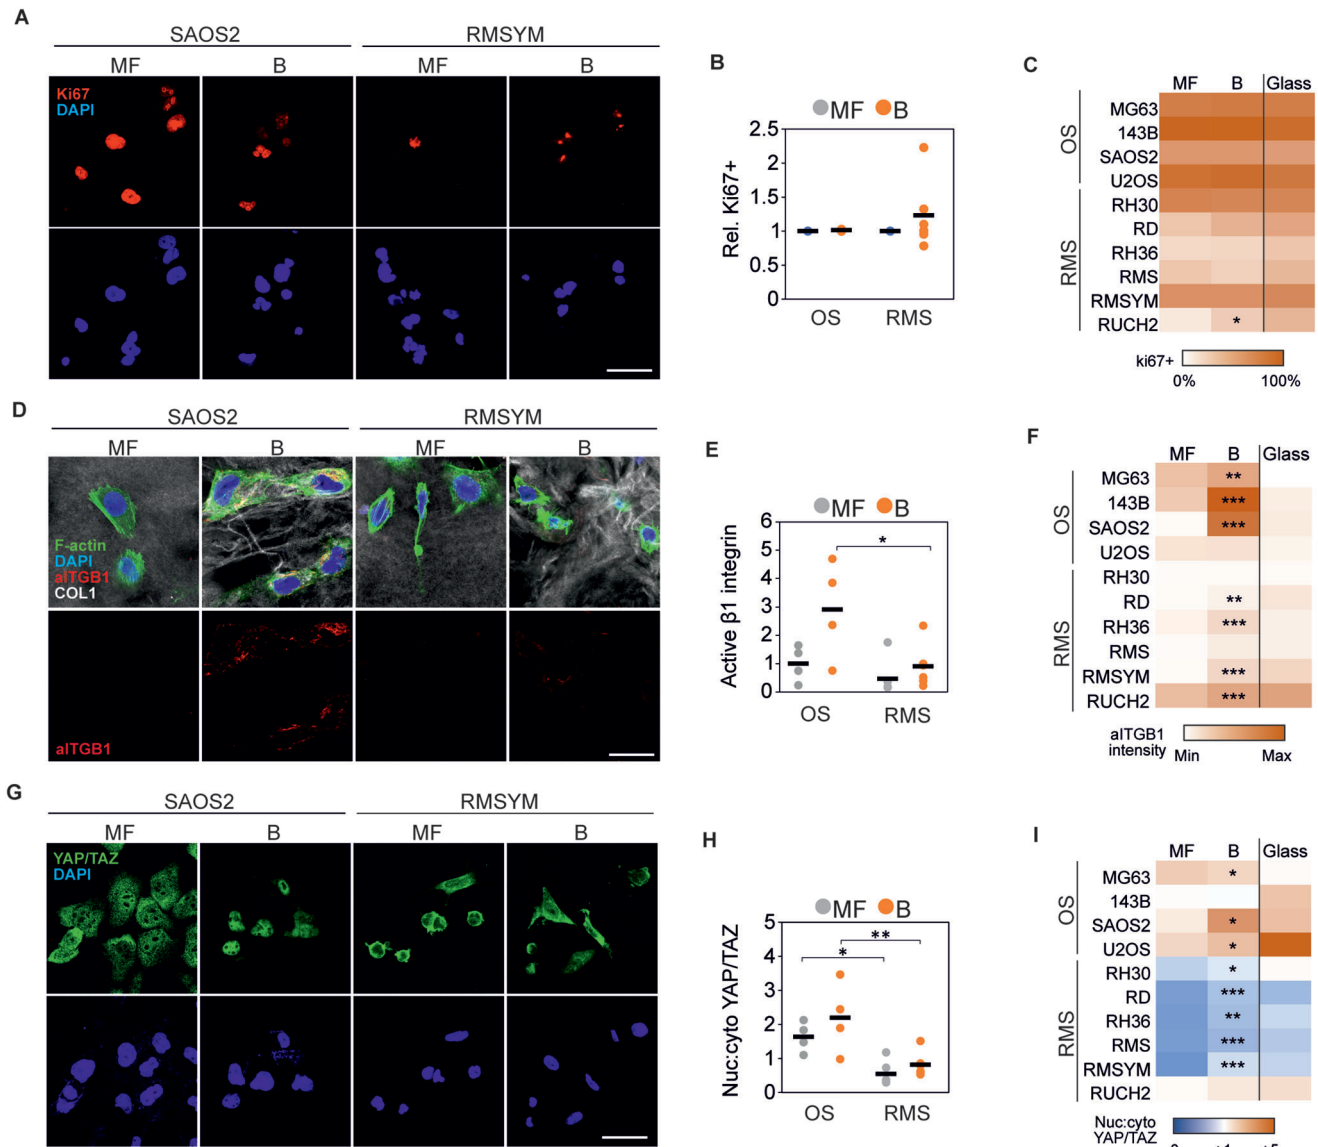 A
SAOS2
RMSYM
MF
B
MF
B
Ki67
DAPI
B
MF
B
Rel. Ki67+
2.5
2
1.5
1
0.5
0
OS
RMS
C
MF
B
Glass
OS
RMS
MG63
143B
SAOS2
U2OS
RH30
RD
RH36
RMS
RMSYM
RUCH2
*
ki67+
0%
100%
D
SAOS2
RMSYM
MF
B
MF
B
F-actin
DAPI
aITGB1
COL1
aITGB1
E
MF
B
Active β1 integrin
6
5
4
3
2
1
0
*
OS
RMS
F
MF
B
Glass
OS
RMS
MG63 **
143B ***
SAOS2 ***
U2OS
RH30
RD **
RH36 ***
RMS
RMSYM ***
RUCH2 ***
aITGB1
intensity
Min
Max
G
SAOS2
RMSYM
MF
B
MF
B
YAP/TAZ
DAPI
H
MF
B
Nuc:cyto YAP/TAZ
5
4
3
2
1
0
*
**
OS
RMS
I
MF
B
Glass
OS
RMS
MG63 *
143B
SAOS2 *
U2OS *
RH30 *
RD ***
RH36 **
RMS ***
RMSYM ***
RUCH2
Nuc:cyto
YAP/TAZ